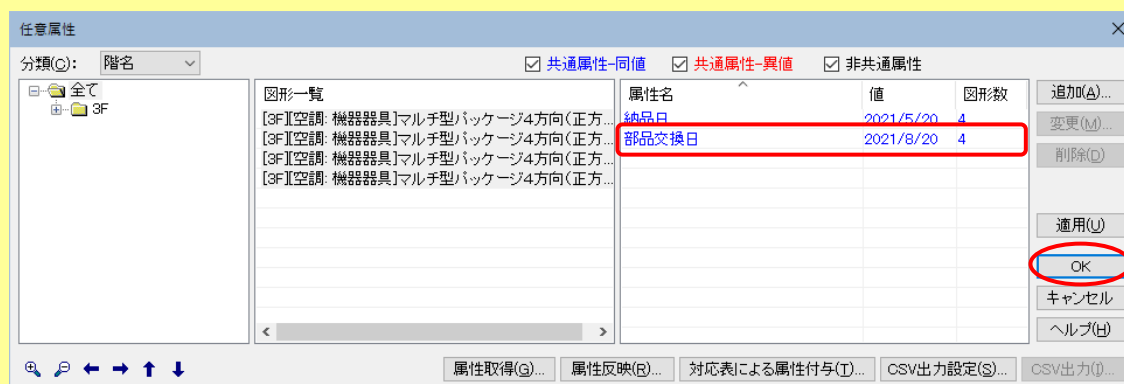 任意属性
分類(C): 階名 共通属性-同値 共通属性-異値 非共通属性
全て
3F
図形一覧
[3F][空調: 機器器具]マルチ型パッケージ4方向(正方...
[3F][空調: 機器器具]マルチ型パッケージ4方向(正方...
[3F][空調: 機器器具]マルチ型パッケージ4方向(正方...
[3F][空調: 機器器具]マルチ型パッケージ4方向(正方...
属性名 値 図形数
納品日 2021/5/20 4
部品交換日 2021/8/20 4
追加(A)...
変更(M)...
削除(D)
適用(U)
OK
キャンセル
ヘルプ(H)
属性取得(G)... 属性反映(R)... 対応表による属性付与(T)... CSV出力設定(S)... CSV出力(I)...